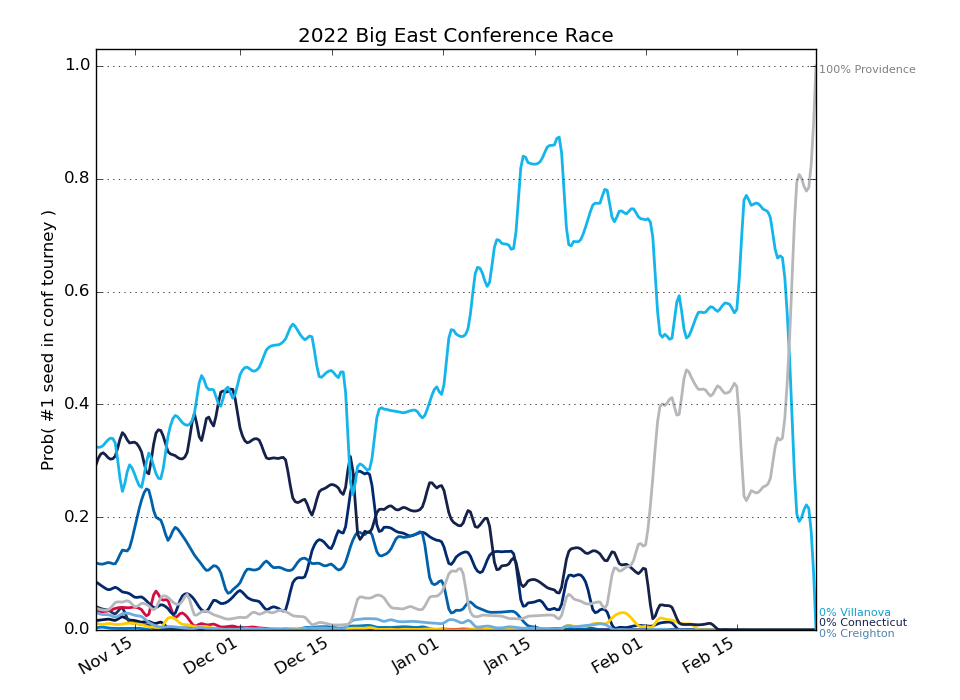 2022 Big East Conference Race
Prob( #1 seed in conf tourney )
1.0
0.8
0.6
0.4
0.2
0.0
Nov 15
Dec 01
Dec 15
Jan 01
Jan 15
Feb 01
Feb 15
100% Providence
0% Villanova
0% Connecticut
0% Creighton